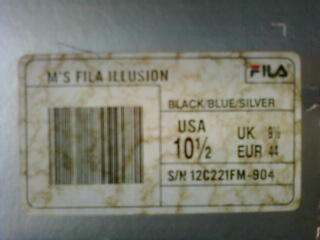 M'S FILA ILLUSION
FILA
BLACK/BLUE/SILVER
USA
10½
UK 9½
EUR 44
S/N 12C221FM-904